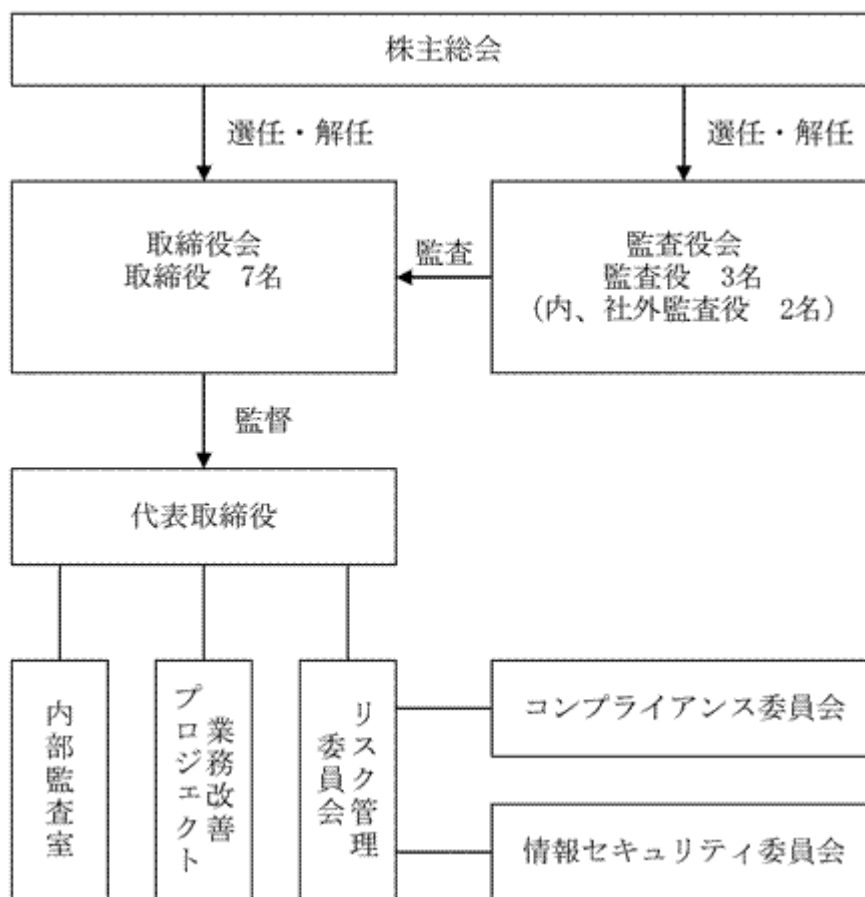 株主総会
選任・解任
選任・解任
取締役会
取締役　7名
監査
監査役会
監査役　3名
（内、社外監査役　2名）
監督
代表取締役
内部監査室
業務改善
プロジェクト
リスク管理
委員会
コンプライアンス委員会
情報セキュリティ委員会